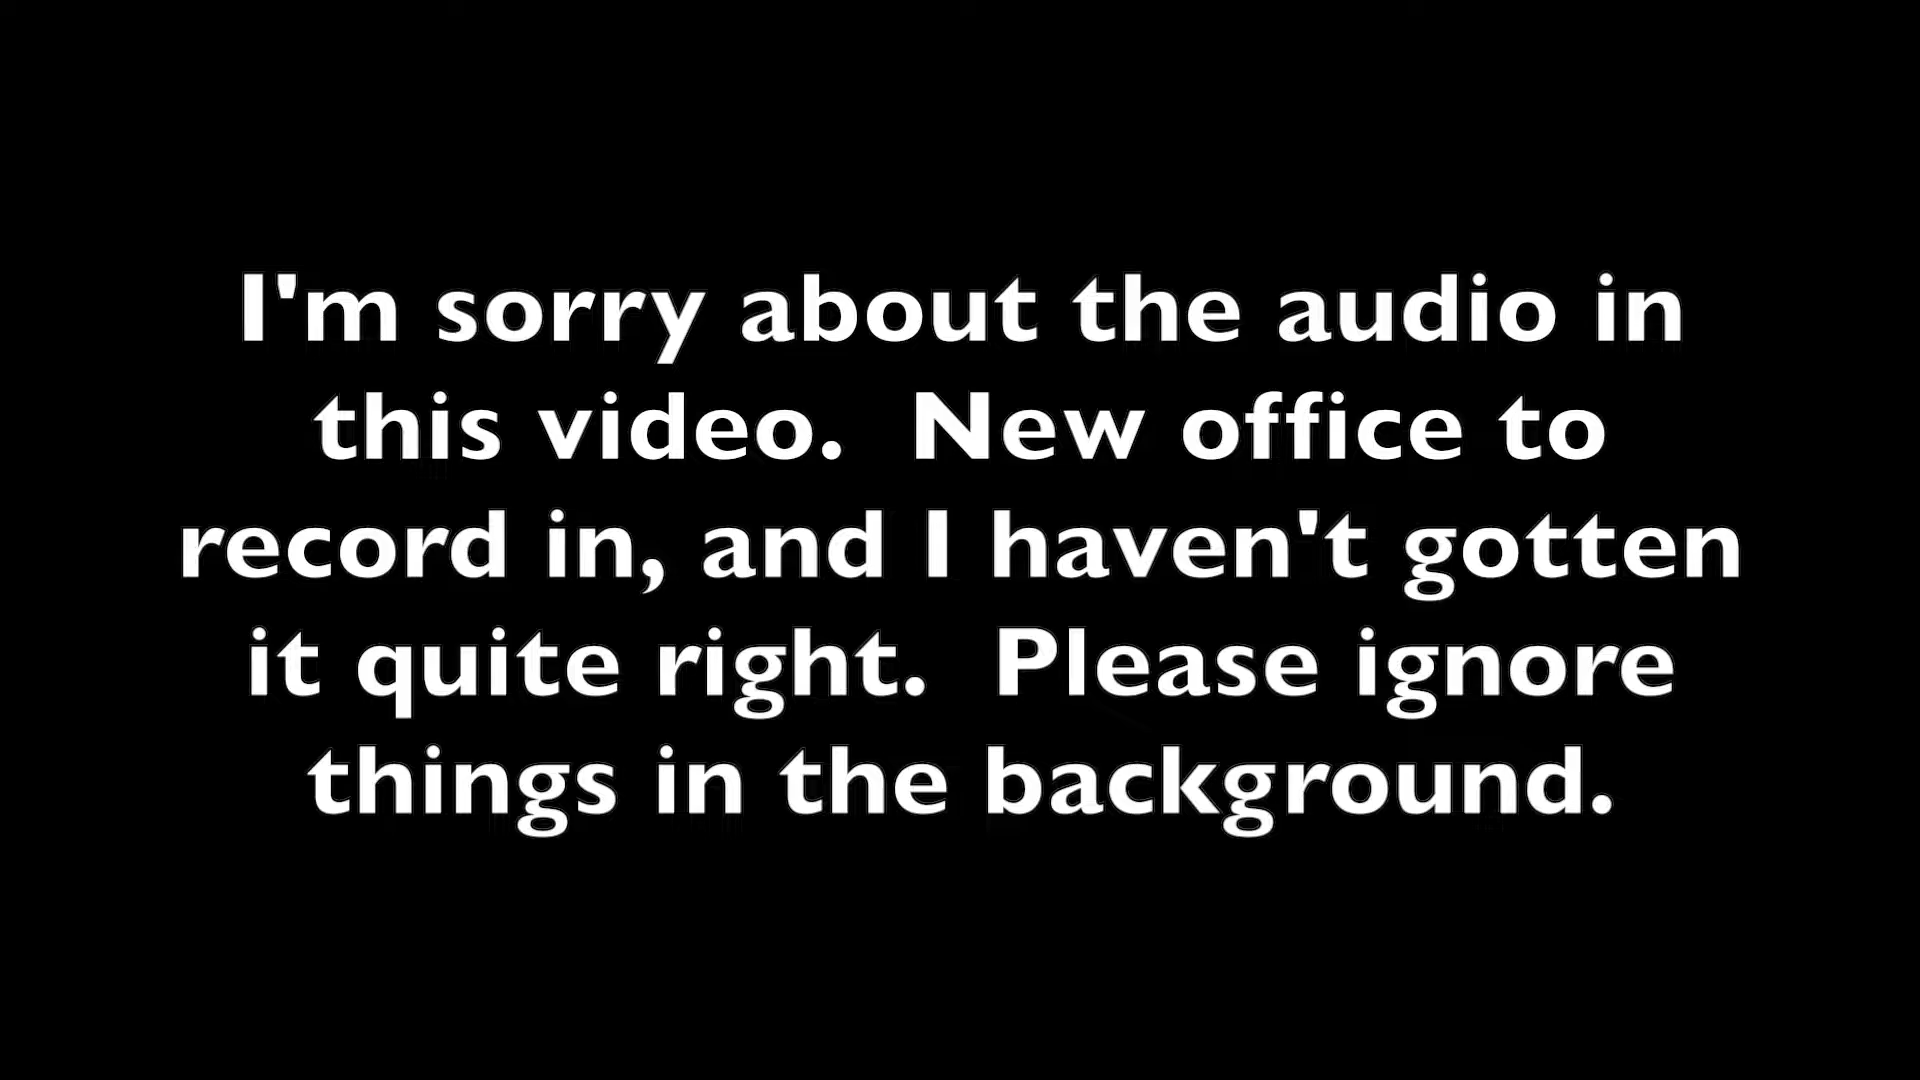 I'm sorry about the audio in
this video.  New office to
record in, and I haven't gotten
it quite right.  Please ignore
things in the background.